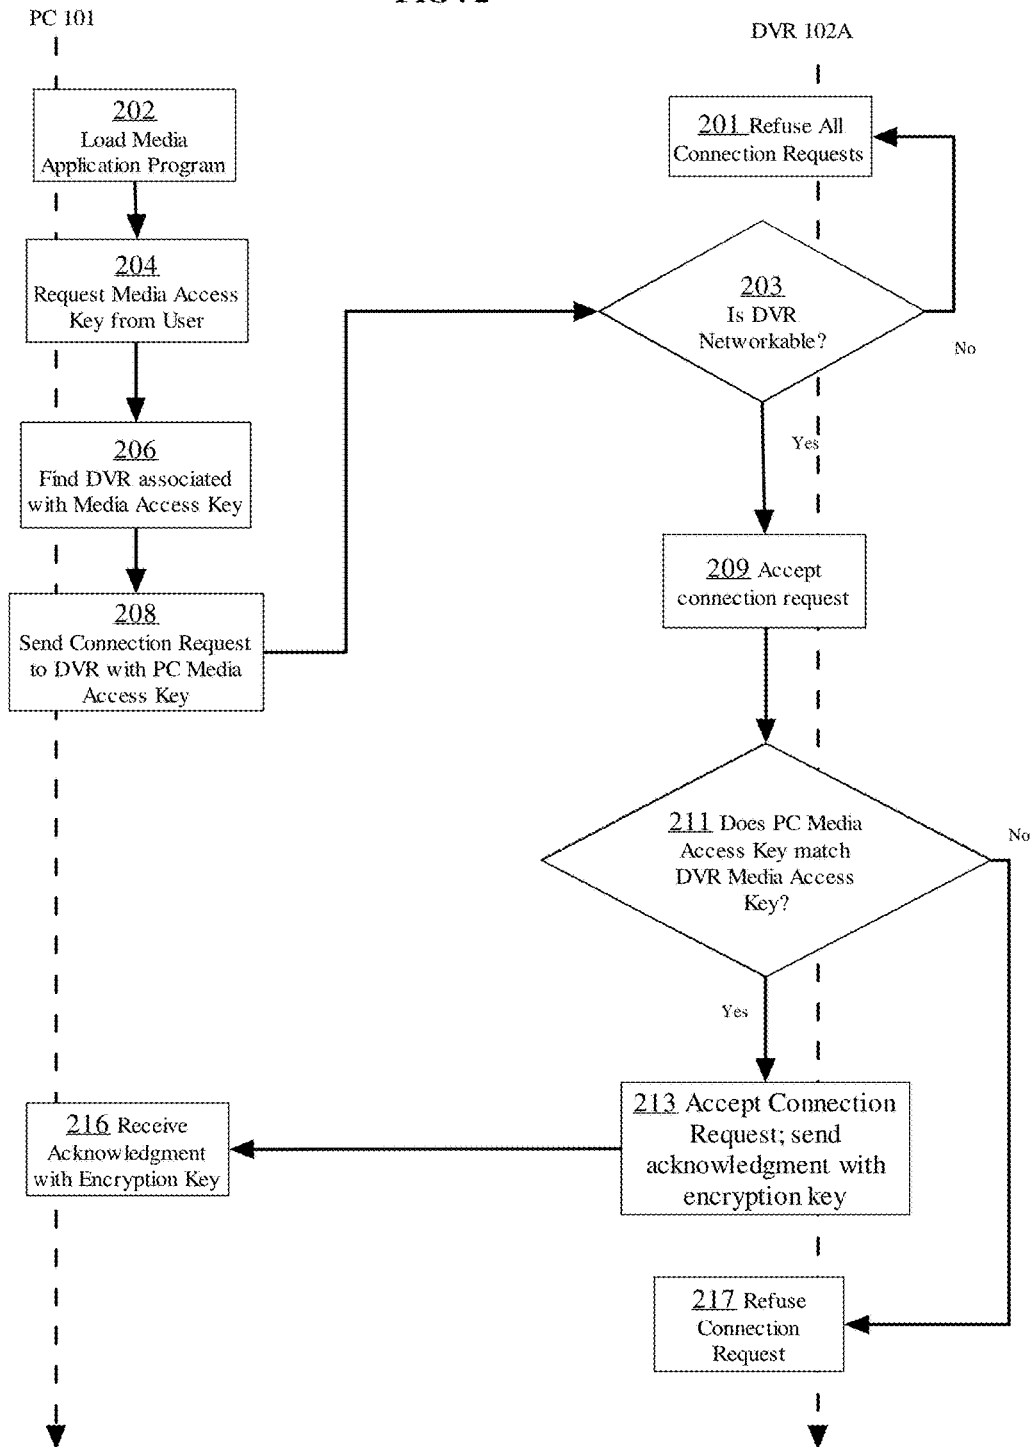 PC 101
DVR 102A
202
Load Media
Application Program
201 Refuse All
Connection Requests
204
Request Media Access
Key from User
203
Is DVR
Networkable?
No
Yes
206
Find DVR associated
with Media Access Key
209 Accept
connection request
208
Send Connection Request
to DVR with PC Media
Access Key
211 Does PC Media
Access Key match
DVR Media Access
Key?
No
Yes
213 Accept Connection
Request; send
acknowledgment with
encryption key
216 Receive
Acknowledgment
with Encryption Key
217 Refuse
Connection
Request